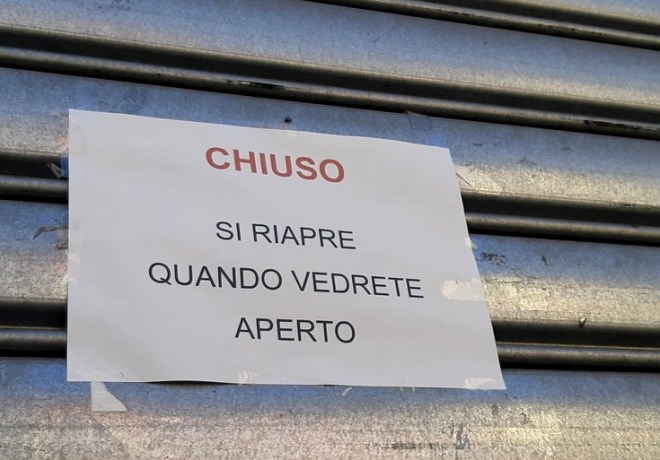 CHIUSO
SI RIAPRE
QUANDO VEDRETE
APERTO